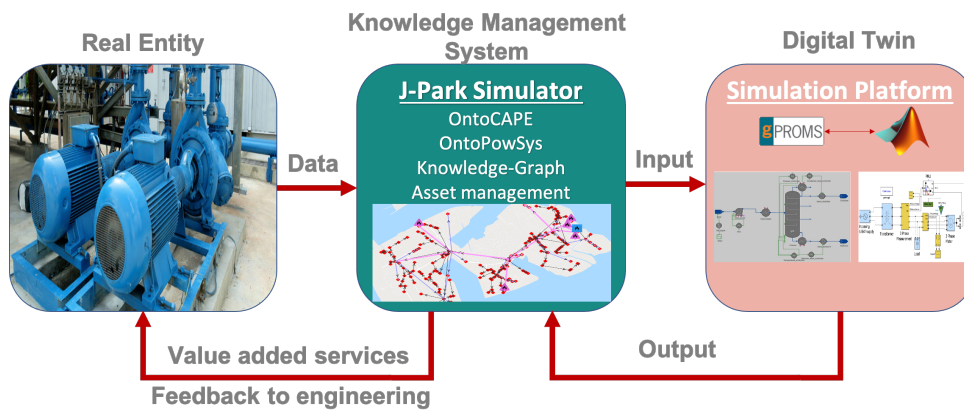 Real Entity
Knowledge Management
System
Digital Twin
J-Park Simulator
OntoCAPE
OntoPowSys
Knowledge-Graph
Asset management
Simulation Platform
gPROMS
Data
Input
Value added services
Feedback to engineering
Output